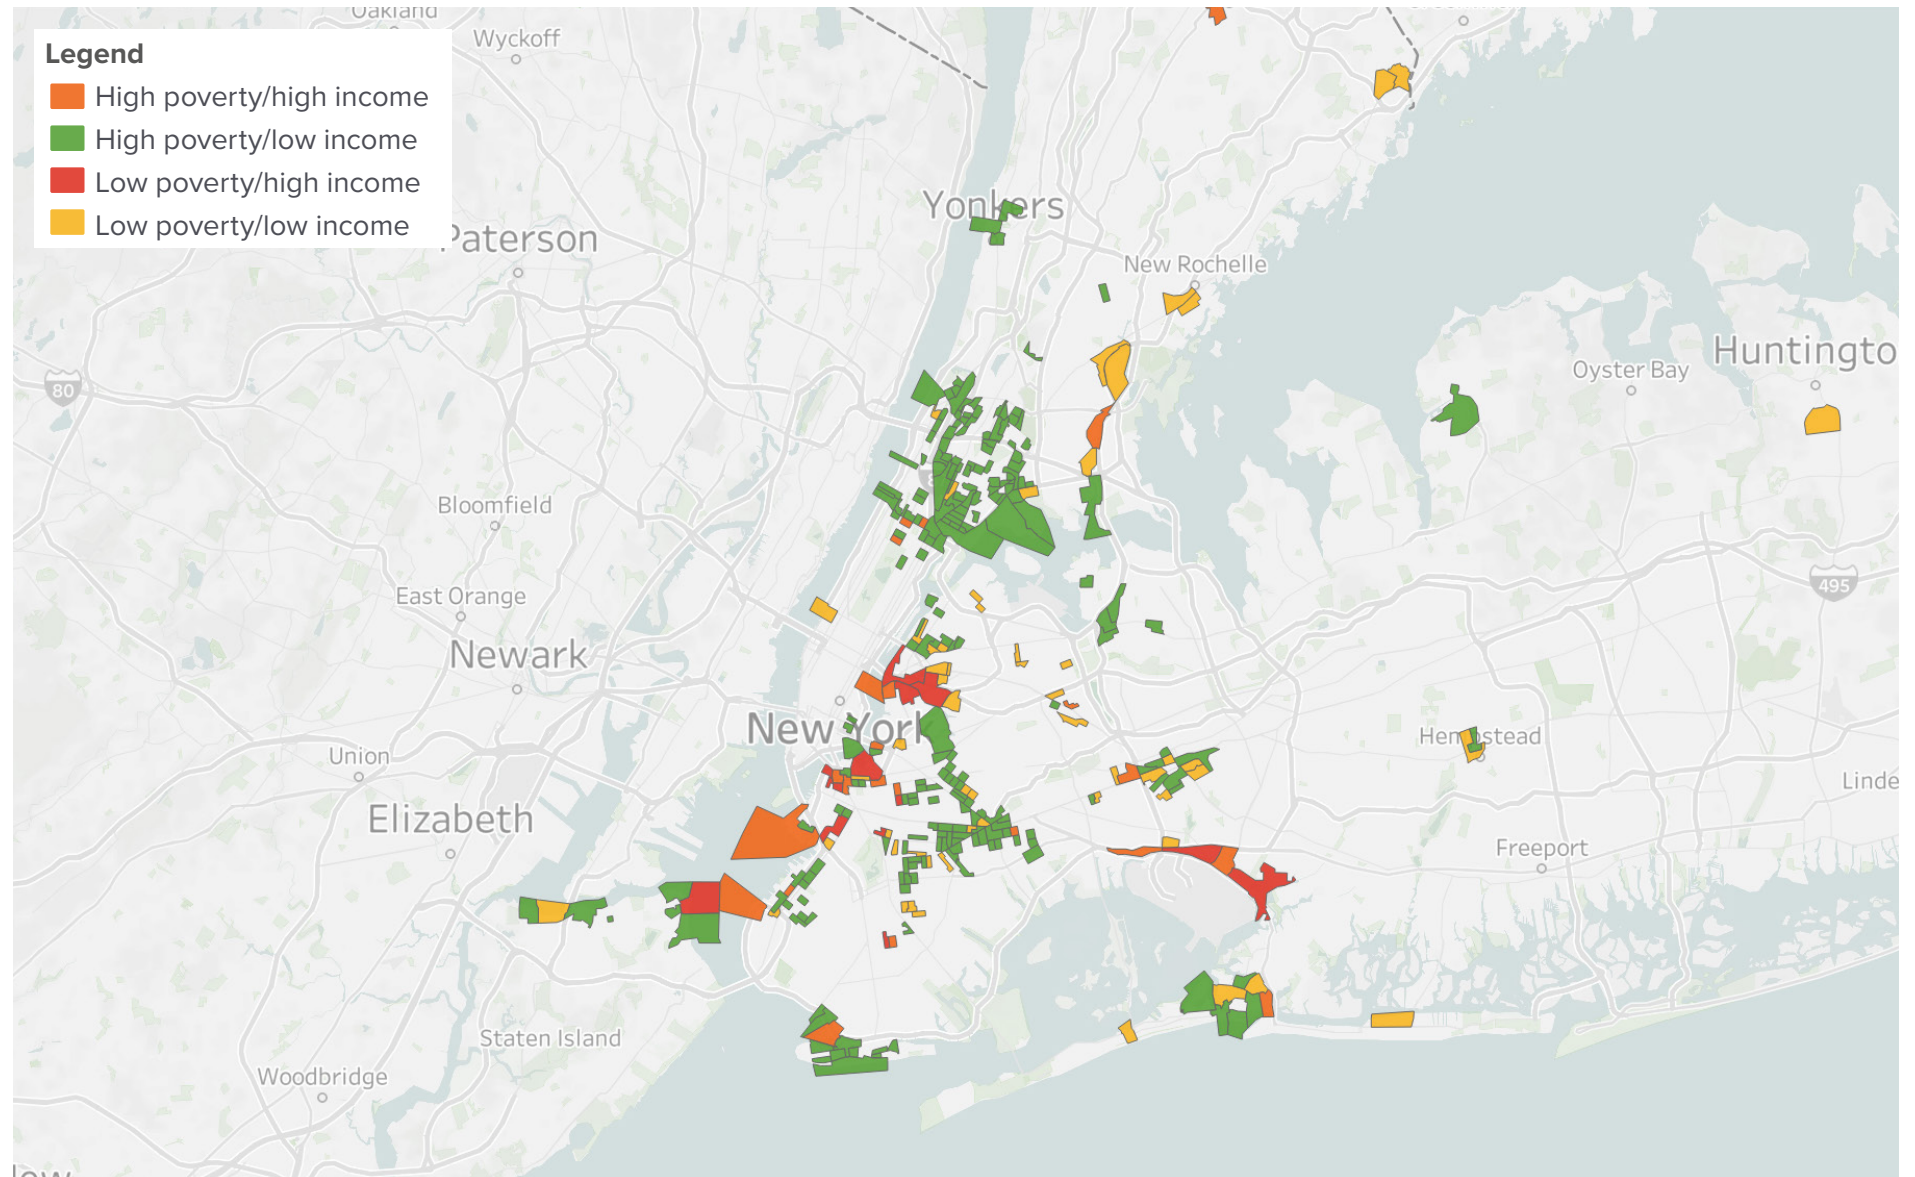 Oakland
Wyckoff
Legend
High poverty/high income
High poverty/low income
Low poverty/high income
Low poverty/low income
Yonkers
Paterson
New Rochelle
Huntingto
Oyster Bay
80
Bloomfield
495
East Orange
Newark
New York
Hempstead
Union
Linde
Elizabeth
Freeport
Staten Island
Woodbridge